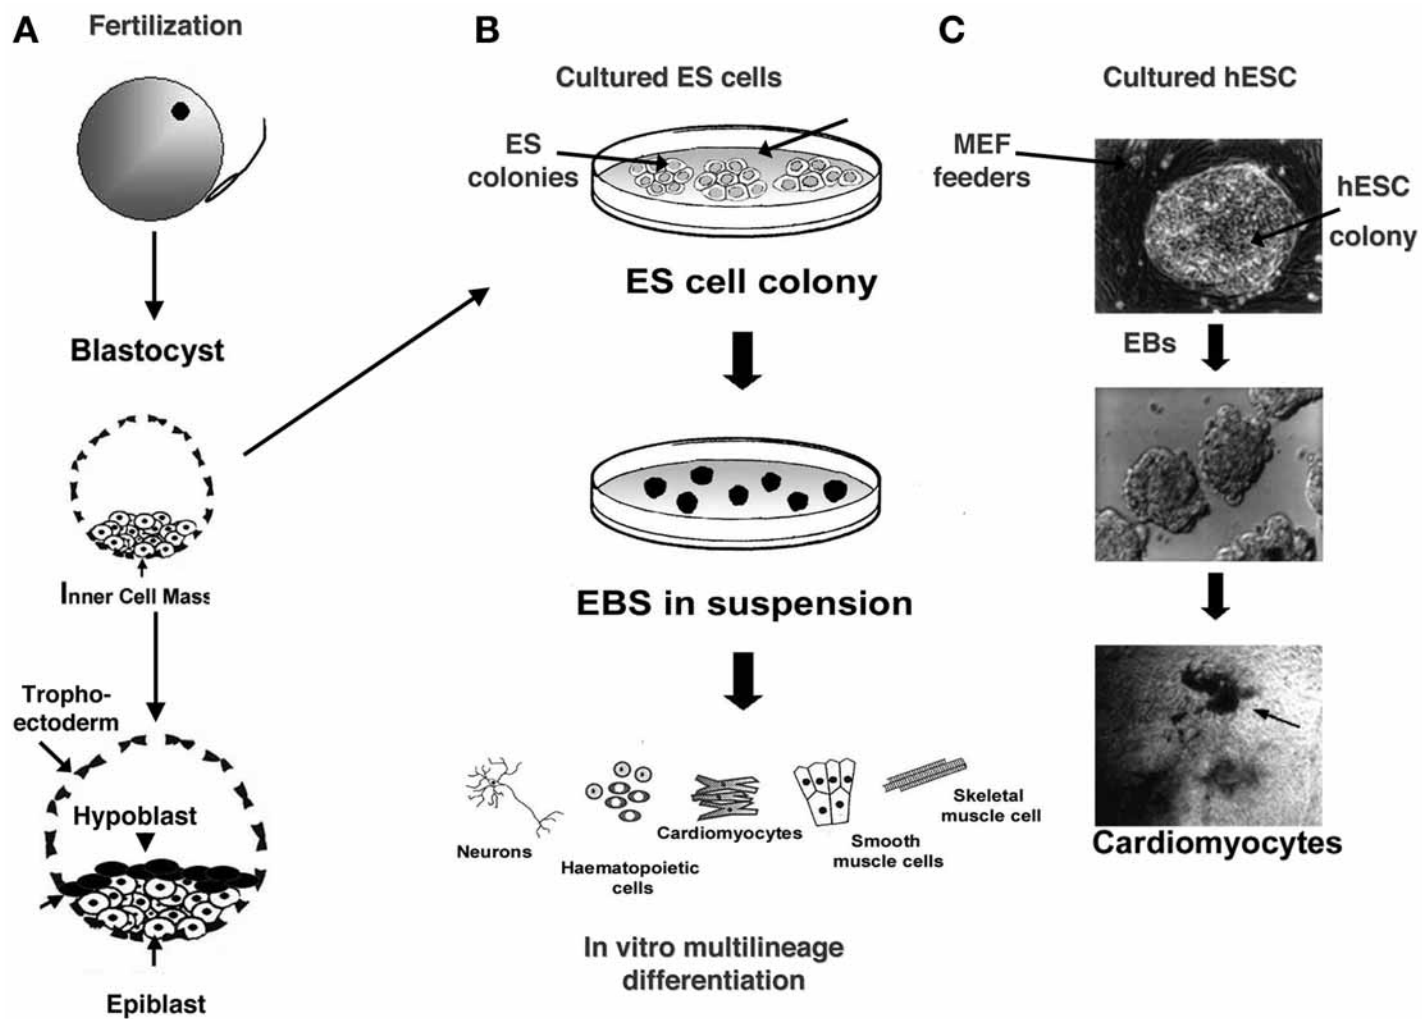 A
Fertilization
Blastocyst
Inner Cell Mass
Tropho-
ectoderm
Hypoblast
Epiblast
B
Cultured ES cells
ES
colonies
ES cell colony
EBS in suspension
Neurons
Haematopoietic
cells
Cardiomyocytes
Smooth
muscle cells
Skeletal
muscle cell
In vitro multilineage
differentiation
C
Cultured hESC
MEF
feeders
hESC
colony
EBs
Cardiomyocytes